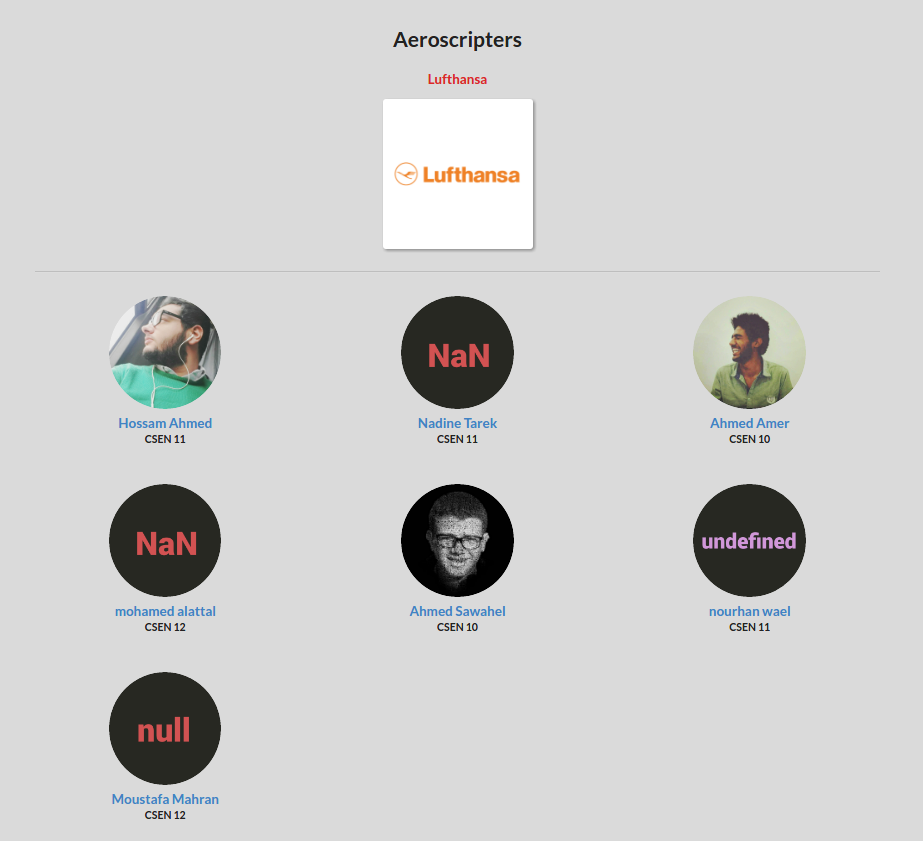 Aeroscripters
Lufthansa
Lufthansa
NaN
Hossam Ahmed
CSEN 11
Nadine Tarek
CSEN 11
Ahmed Amer
CSEN 10
NaN
undefined
mohamed alattal
CSEN 12
Ahmed Sawahel
CSEN 10
nourhan wael
CSEN 11
null
Moustafa Mahran
CSEN 12